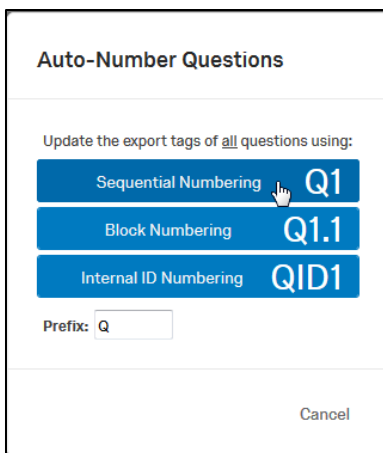 Auto-Number Questions
Update the export tags of all questions using:
Sequential Numbering Q1
Block Numbering Q1.1
Internal ID Numbering QID1
Prefix: Q
Cancel